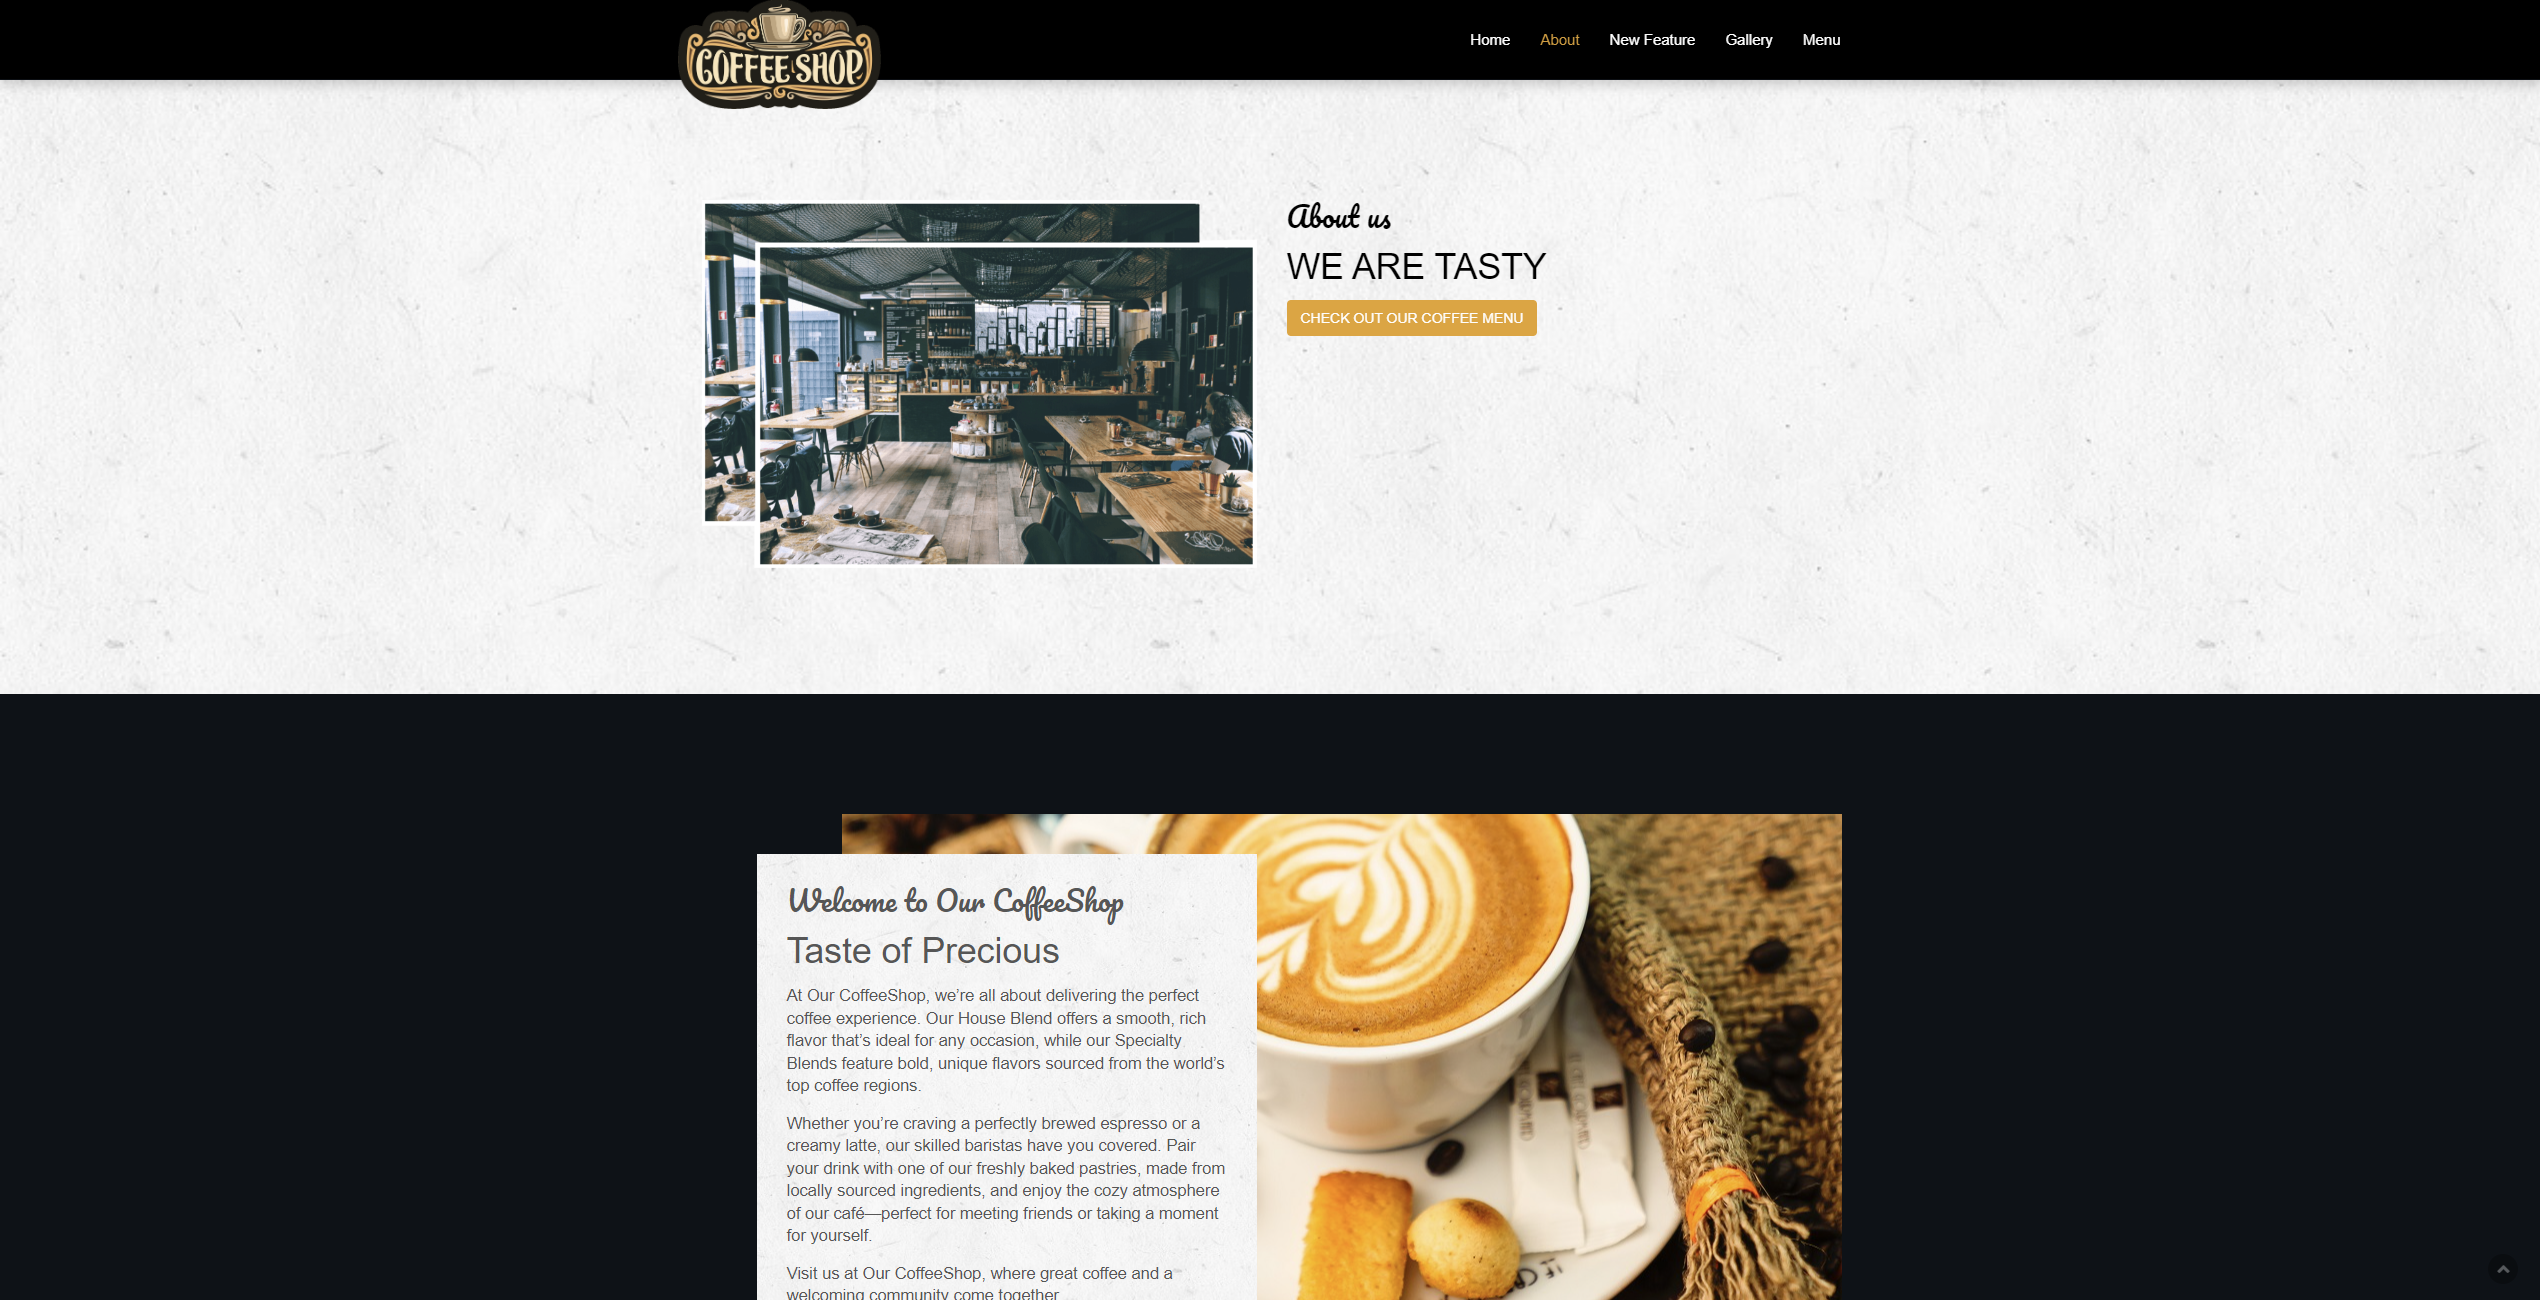 COFFEE SHOP
Home About New Feature Gallery Menu
About us
WE ARE TASTY
CHECK OUT OUR COFFEE MENU
Welcome to Our CoffeeShop
Taste of Precious
At Our CoffeeShop, we’re all about delivering the perfect
coffee experience. Our House Blend offers a smooth, rich
flavor that’s ideal for any occasion, while our Specialty
Blends feature bold, unique flavors sourced from the world’s
top coffee regions.
Whether you’re craving a perfectly brewed espresso or a
creamy latte, our skilled baristas have you covered. Pair
your drink with one of our freshly baked pastries, made from
locally sourced ingredients, and enjoy the cozy atmosphere
of our café—perfect for meeting friends or taking a moment
for yourself.
Visit us at Our CoffeeShop, where great coffee and a
welcoming community come together